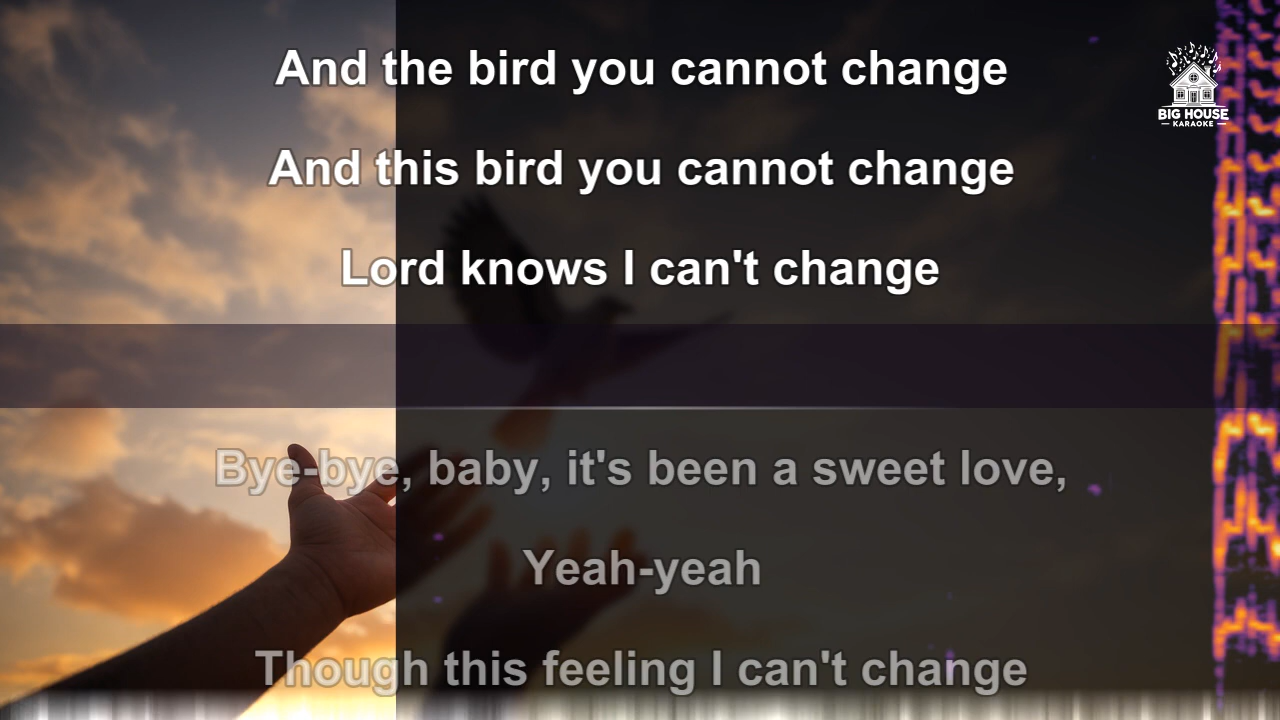 And the bird you cannot change
And this bird you cannot change
Lord knows I can't change
Bye-bye, baby, it's been a sweet love,
Yeah-yeah
Though this feeling I can't change
BIG HOUSE
KARAOKE